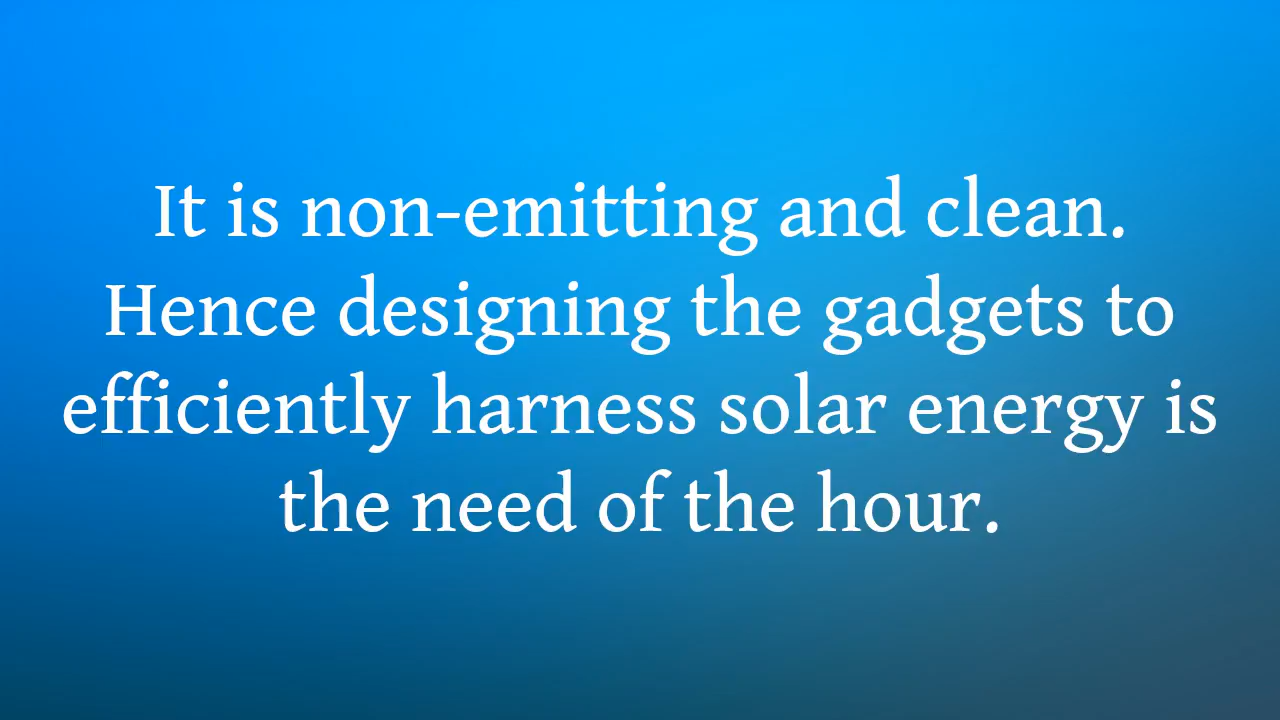 It is non-emitting and clean.
Hence designing the gadgets to
efficiently harness solar energy is
the need of the hour.